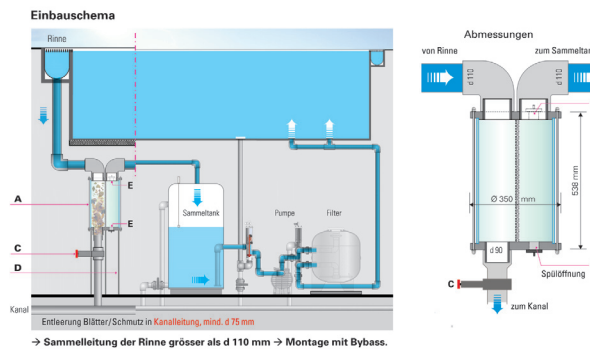 Einbauschema
Rinne
E
A
E
Sammeltank
Pumpe
Filter
C
D
Kanal
Entleerung Blätter/Schmutz in Kanalleitung, mind. d 75 mm
→ Sammelleitung der Rinne grösser als d 110 mm → Montage mit Bybass.
Abmessungen
von Rinne
zum Sammeltan
d 110
d 110
Ø 350 mm
538 mm
d 90
Spülöffnung
C
zum Kanal